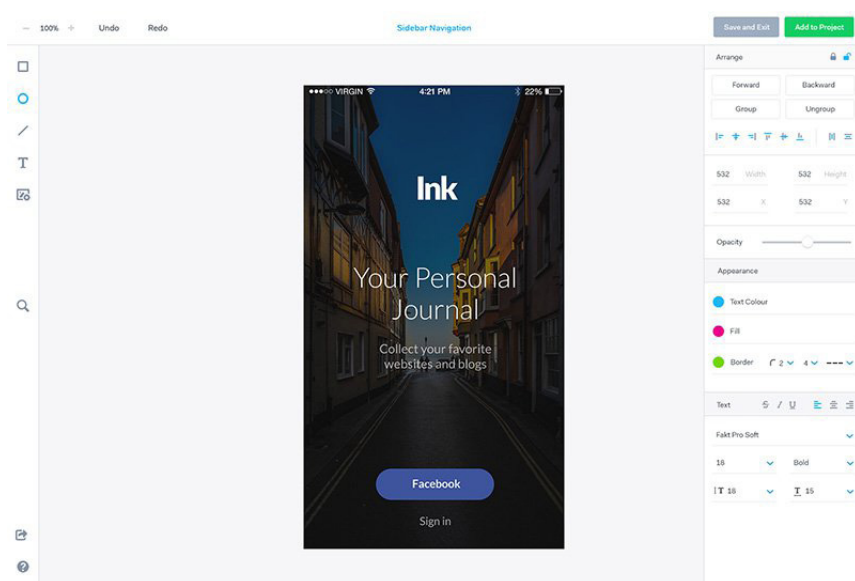 100%
Undo
Redo
Sidebar Navigation
Save and Exit
Add to Project
Arrange
Forward
Backward
Group
Ungroup
532 Width
532 Height
532 X
532 Y
Opacity
Appearance
Text Colour
Fill
Border 2 4
Text S I U
Fakt Pro Soft
18
Bold
T 18
T 15
VIRGIN 4:21 PM 22%
Ink
Your Personal
Journal
Collect your favorite
websites and blogs
Facebook
Sign in
T
?